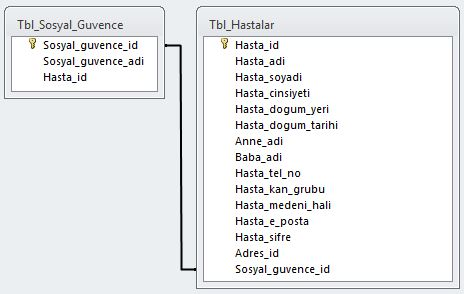 Tbl_Sosyal_Guvence
Sosyal_guvence_id
Sosyal_guvence_adi
Hasta_id
Tbl_Hastalar
Hasta_id
Hasta_adi
Hasta_soyadi
Hasta_cinsiyeti
Hasta_dogum_yeri
Hasta_dogum_tarihi
Anne_adi
Baba_adi
Hasta_tel_no
Hasta_kan_grubu
Hasta_medeni_hali
Hasta_e_posta
Hasta_sifre
Adres_id
Sosyal_guvence_id